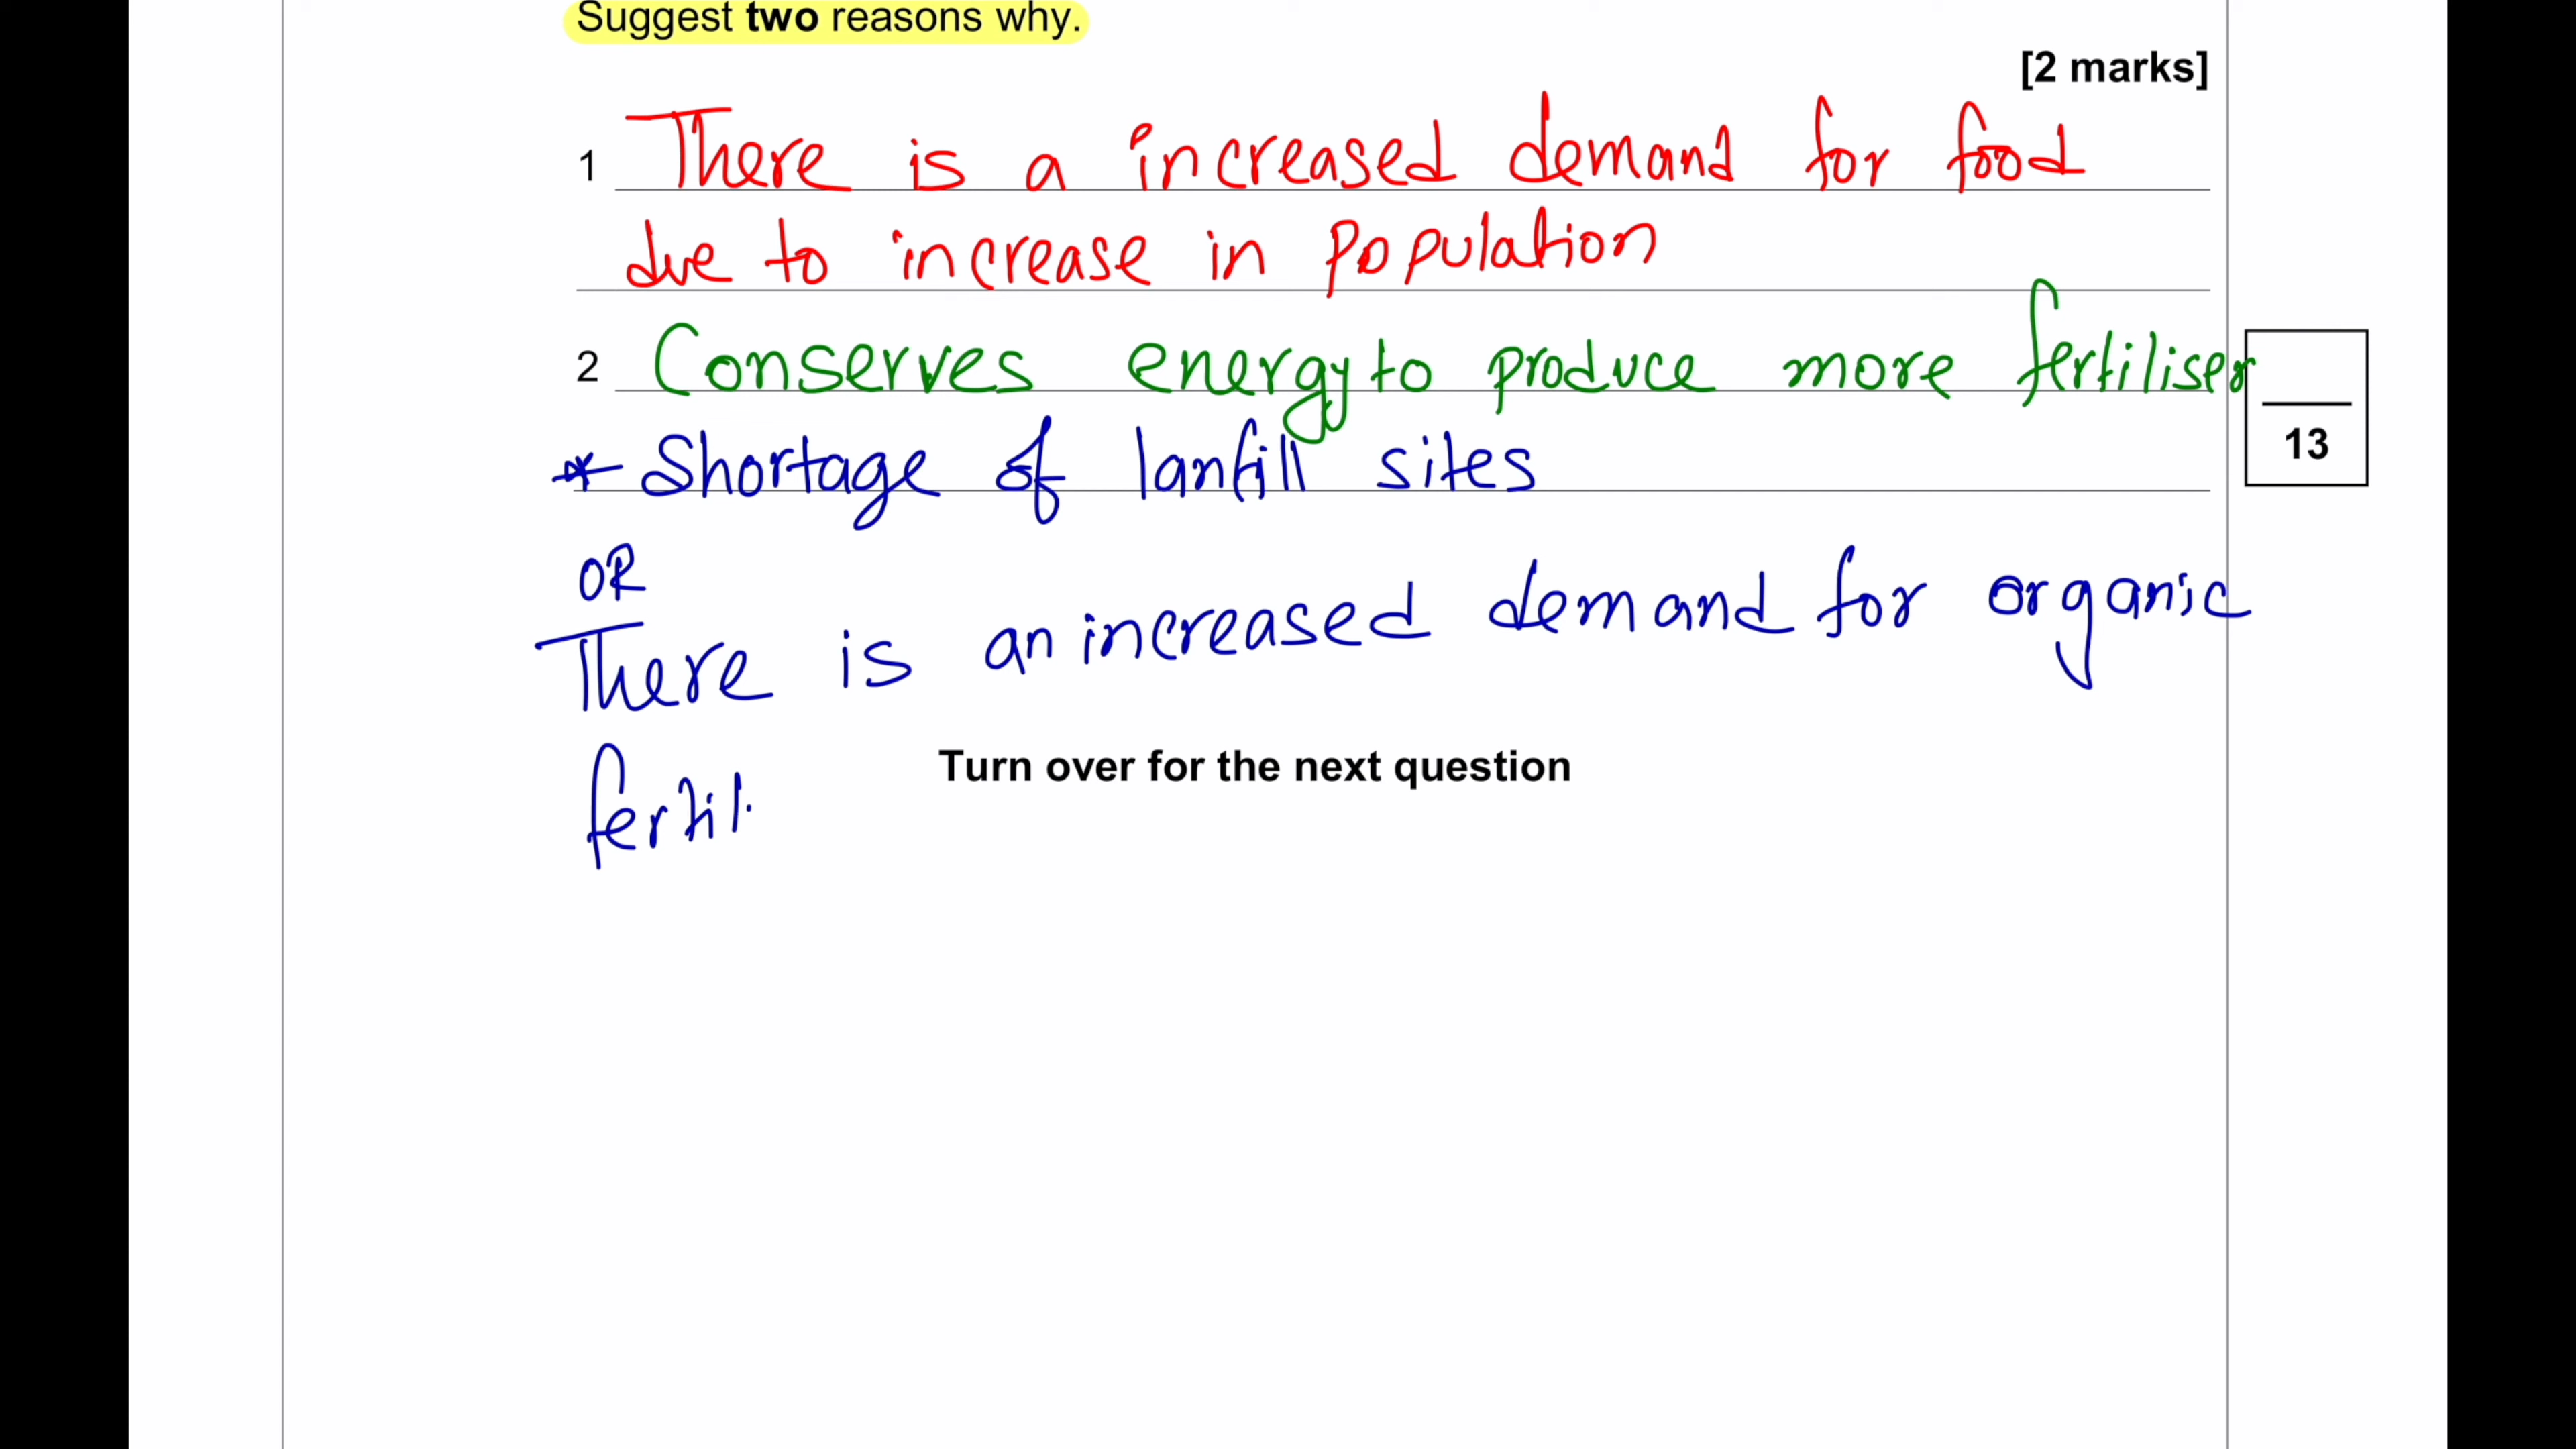 Suggest two reasons why.
[2 marks]
1 There is a increased demand for food
due to increase in population
2 Conserves energy to produce more fertiliser
* Shortage of lanfill sites
13
OR
There is an increased demand for organic
fertil
Turn over for the next question